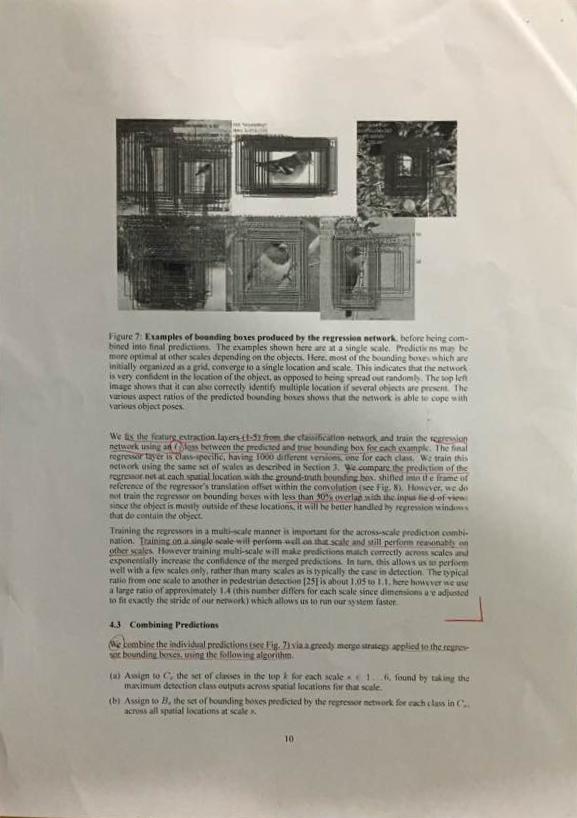 Figure 7: Examples of bounding boxes produced by the regression network, before being com-
bined into final predictions. The examples shown here are at a single scale. Predictions may be
more optimal at other scales depending on the objects. Here, most of the bounding boxes which are
initially organized as a grid, converge to a single location and scale. This indicates that the network
is very confident in the location of the object, as opposed to being spread out randomly. The top left
image shows that it can also correctly identify multiple location if several objects are present. The
various aspect ratios of the predicted bounding boxes shows that the network is able to cope with
various object poses.
We fix the feature extraction layers (1-5) from the classification network and train the regression
network using an ℓ2 loss between the predicted and true bounding box for each example. The final
regressor layer is class-specific, having 1000 different versions, one for each class. We train this
network using the same set of scales as described in Section 3. We compare the prediction of the
regressor net at each spatial location with the ground-truth bounding box, shifted into the frame of
reference of the regressor's translation offset within the convolution (see Fig. 8). However, we do
not train the regressor on bounding boxes with less than 50% overlap with the input field of view:
since the object is mostly outside of these locations, it will be better handled by regression windows
that do contain the object.
Training the regressors in a multi-scale manner is important for the across-scale prediction combi-
nation. Training on a single scale will perform well on that scale and still perform reasonably on
other scales. However training multi-scale will make predictions match correctly across scales and
exponentially increase the confidence of the merged predictions. In turn, this allows us to perform
well with a few scales only, rather than many scales as is typically the case in detection. The typical
ratio from one scale to another in pedestrian detection [25] is about 1.05 to 1.1, here however we use
a large ratio of approximately 1.4 (this number differs for each scale since dimensions are adjusted
to fit exactly the stride of our network) which allows us to run our system faster.
4.3 Combining Predictions
We combine the individual predictions (see Fig. 7) via a greedy merge strategy applied to the regres-
sor bounding boxes, using the following algorithm.
(a) Assign to Cs the set of classes in the top k for each scale s ∈ 1 . . . 6, found by taking the
maximum detection class outputs across spatial locations for that scale.
(b) Assign to Bs the set of bounding boxes predicted by the regressor network for each class in Cs,
across all spatial locations at scale s.
10